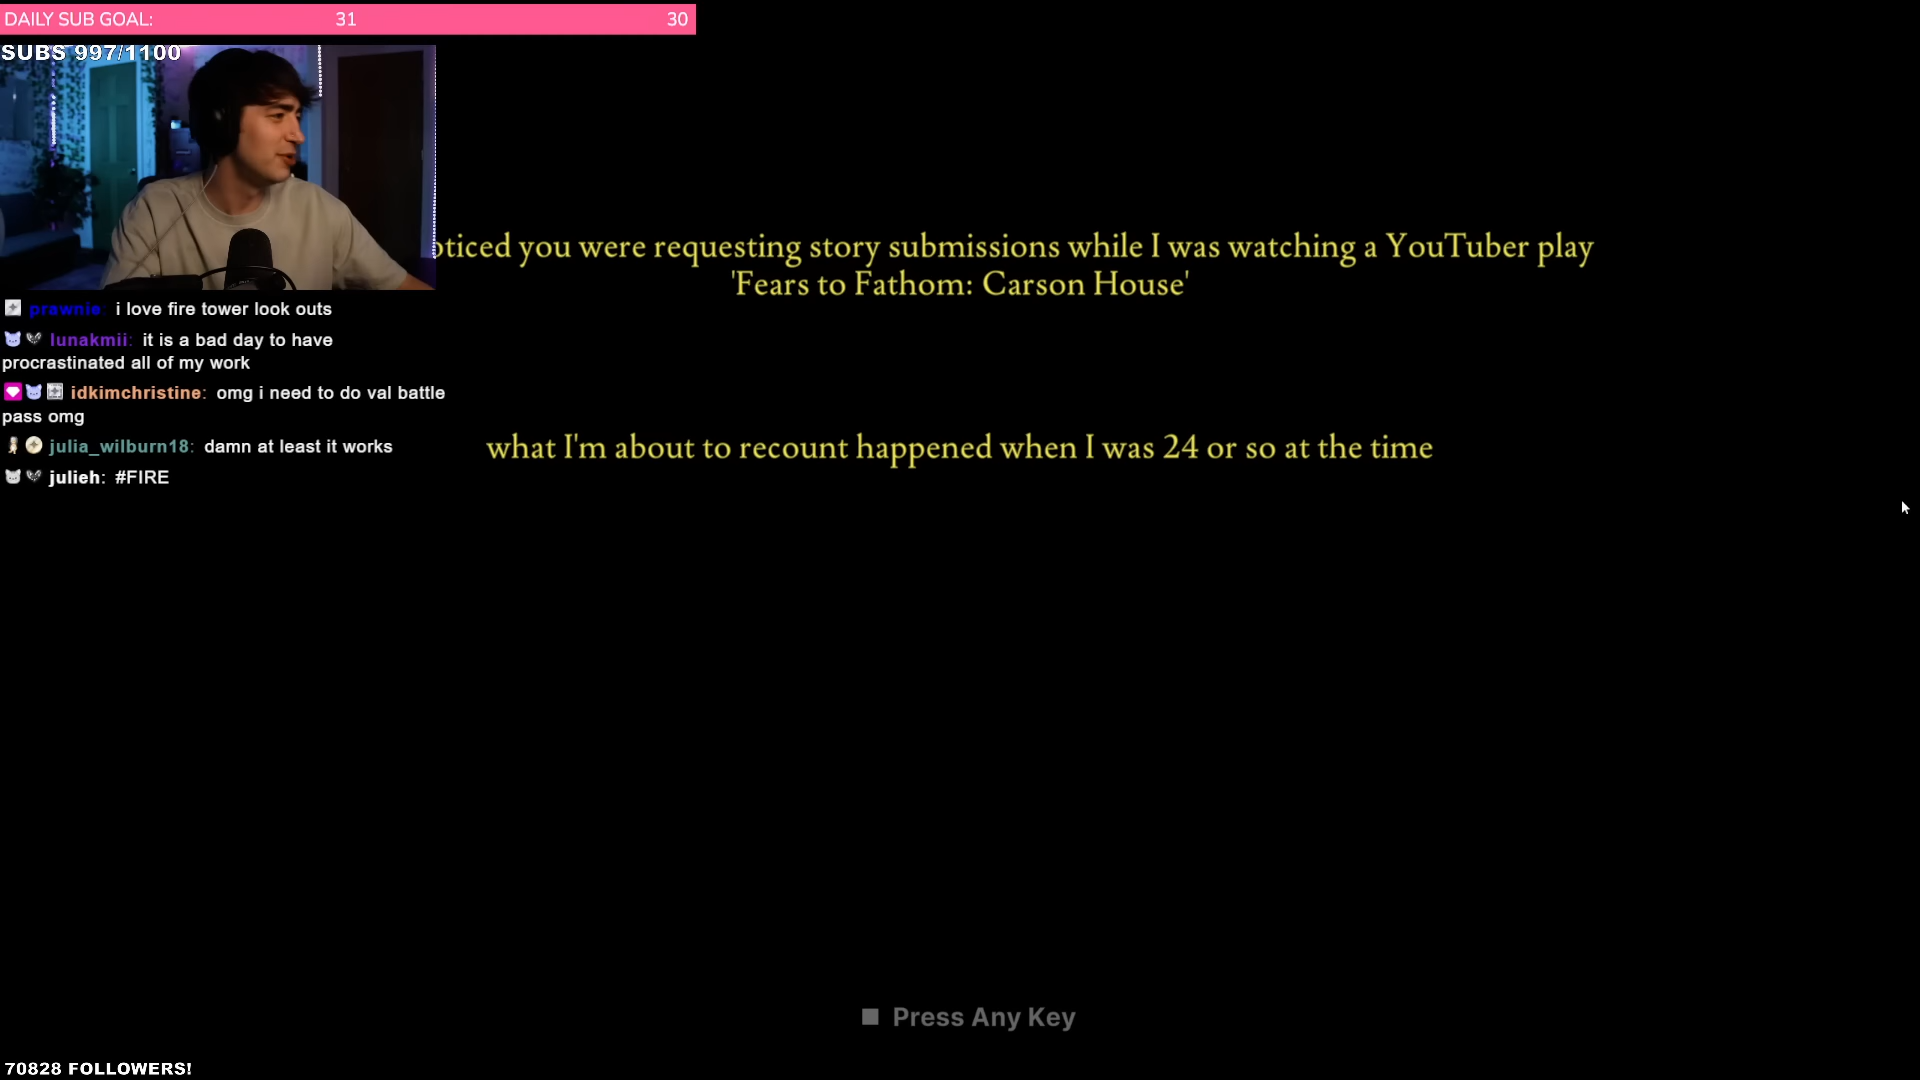 DAILY SUB GOAL: 31 30
SUBS 997/1100
oticed you were requesting story submissions while I was watching a YouTuber play
'Fears to Fathom: Carson House'
prawnie: i love fire tower look outs
lunakmii: it is a bad day to have
procrastinated all of my work
idkimchristine: omg i need to do val battle
pass omg
julia_wilburn18: damn at least it works
julieh: #FIRE
what I'm about to recount happened when I was 24 or so at the time
Press Any Key
70828 FOLLOWERS!